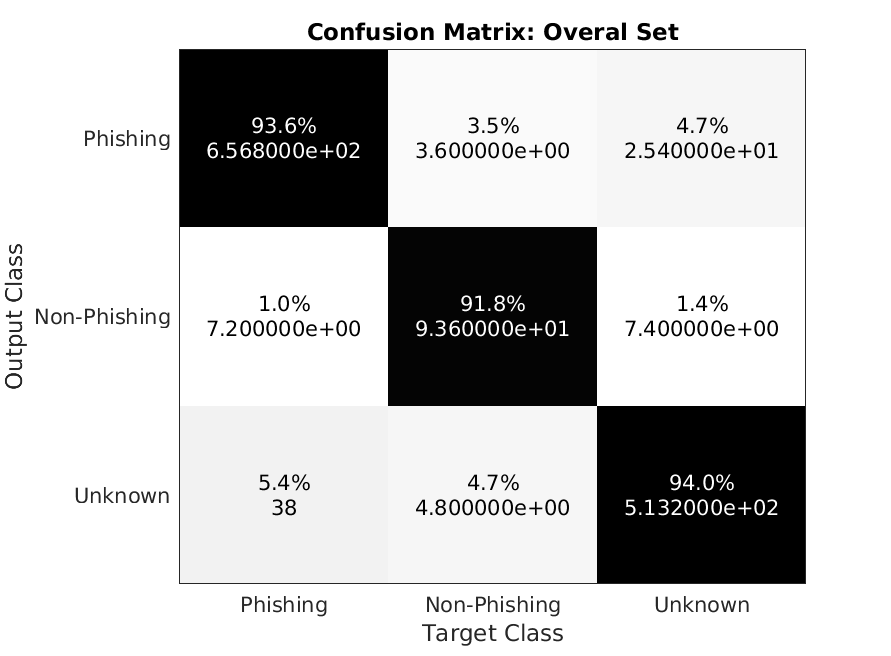 Confusion Matrix: Overal Set
Phishing
93.6%
6.568000e+02
3.5%
3.600000e+00
4.7%
2.540000e+01
Non-Phishing
1.0%
7.200000e+00
91.8%
9.360000e+01
1.4%
7.400000e+00
Unknown
5.4%
38
4.7%
4.800000e+00
94.0%
5.132000e+02
Output Class
Phishing
Non-Phishing
Unknown
Target Class